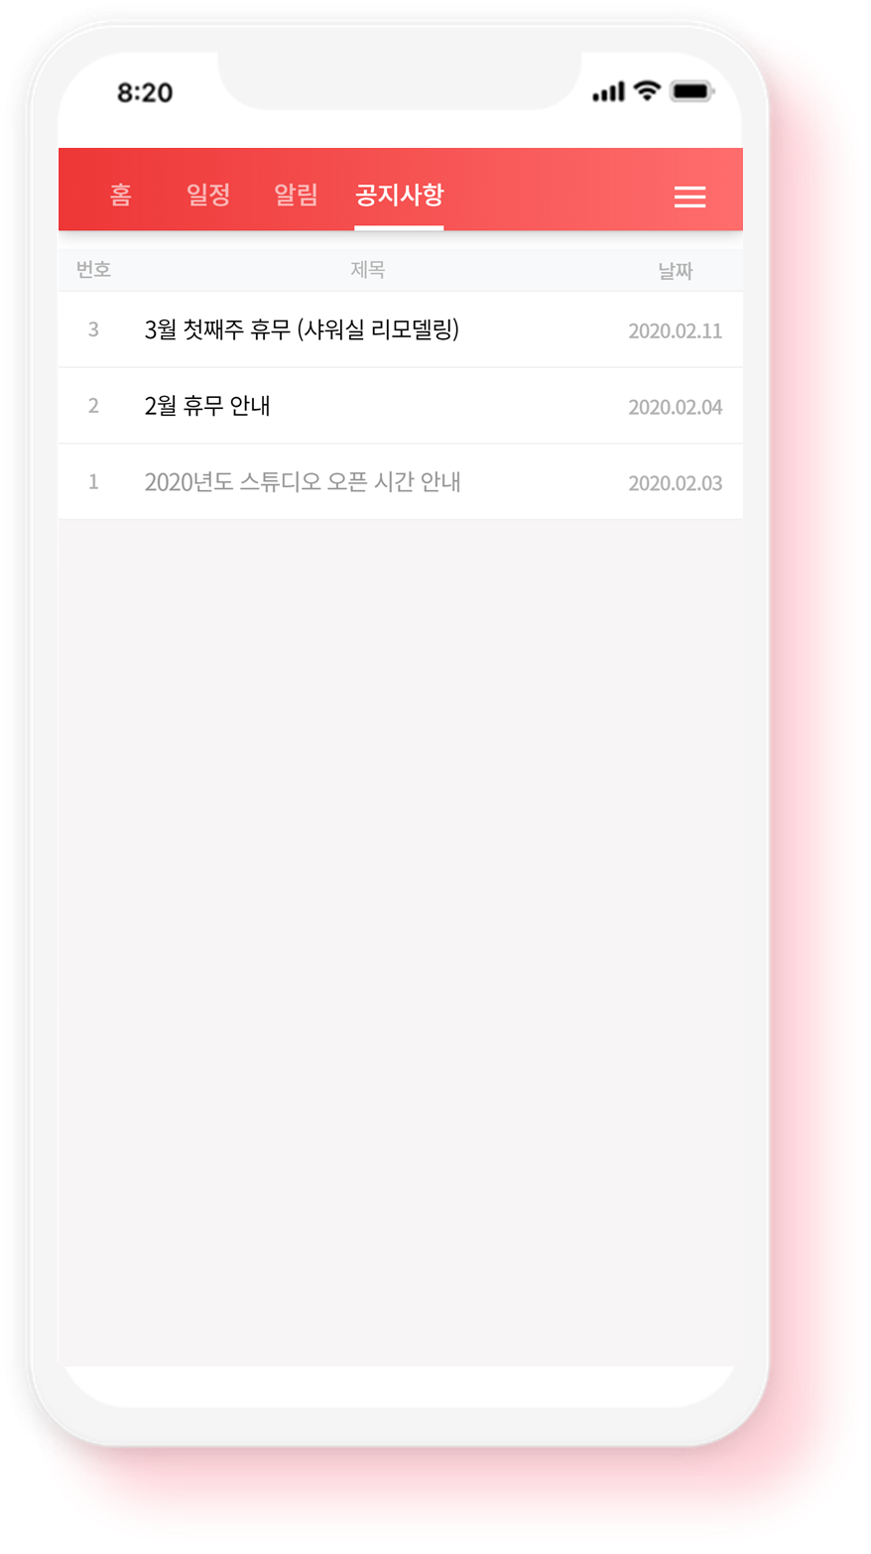 8:20
홈 일정 알림 공지사항
번호 제목 날짜
3 3월 첫째주 휴무 (샤워실 리모델링) 2020.02.11
2 2월 휴무 안내 2020.02.04
1 2020년도 스튜디오 오픈 시간 안내 2020.02.03